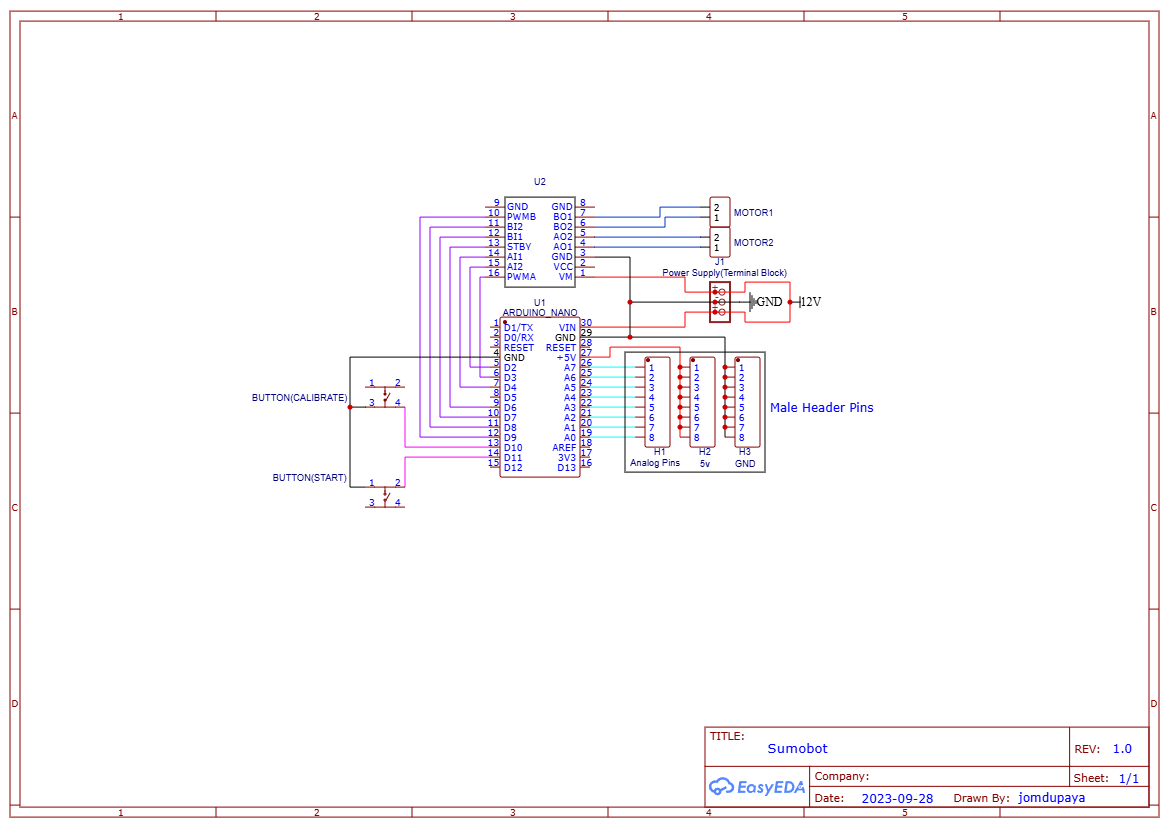 1 2 3 4 5
A A
B B
C C
D D
U2
9 GND GND 8
10 PWMB BO1 7
11 BI2 BO2 6
12 BI1 AO2 5
13 STBY AO1 4
14 AI1 GND 3
15 AI2 VCC 2
16 PWMA VM 1
2
1
MOTOR1
2
1
MOTOR2
J1
Power Supply(Terminal Block)
GND
12V
U1
ARDUINO_NANO
1 D1/TX VIN 30
2 D0/RX GND 29
3 RESET RESET 28
4 GND +5V 27
5 D2 A7 26
6 D3 A6 25
7 D4 A5 24
8 D5 A4 23
9 D6 A3 22
10 D7 A2 21
11 D8 A1 20
12 D9 A0 19
13 D10 AREF 18
14 D11 3V3 17
15 D12 D13 16
BUTTON(CALIBRATE)
1 2
3 4
BUTTON(START)
1 2
3 4
1 1 1
2 2 2
3 3 3
4 4 4
5 5 5
6 6 6
7 7 7
8 8 8
H1 H2 H3
Analog Pins 5v GND
Male Header Pins
TITLE:
Sumobot
REV: 1.0
EasyEDA
Company:
Sheet: 1/1
Date: 2023-09-28 Drawn By: jomdupaya
1 2 3 4 5